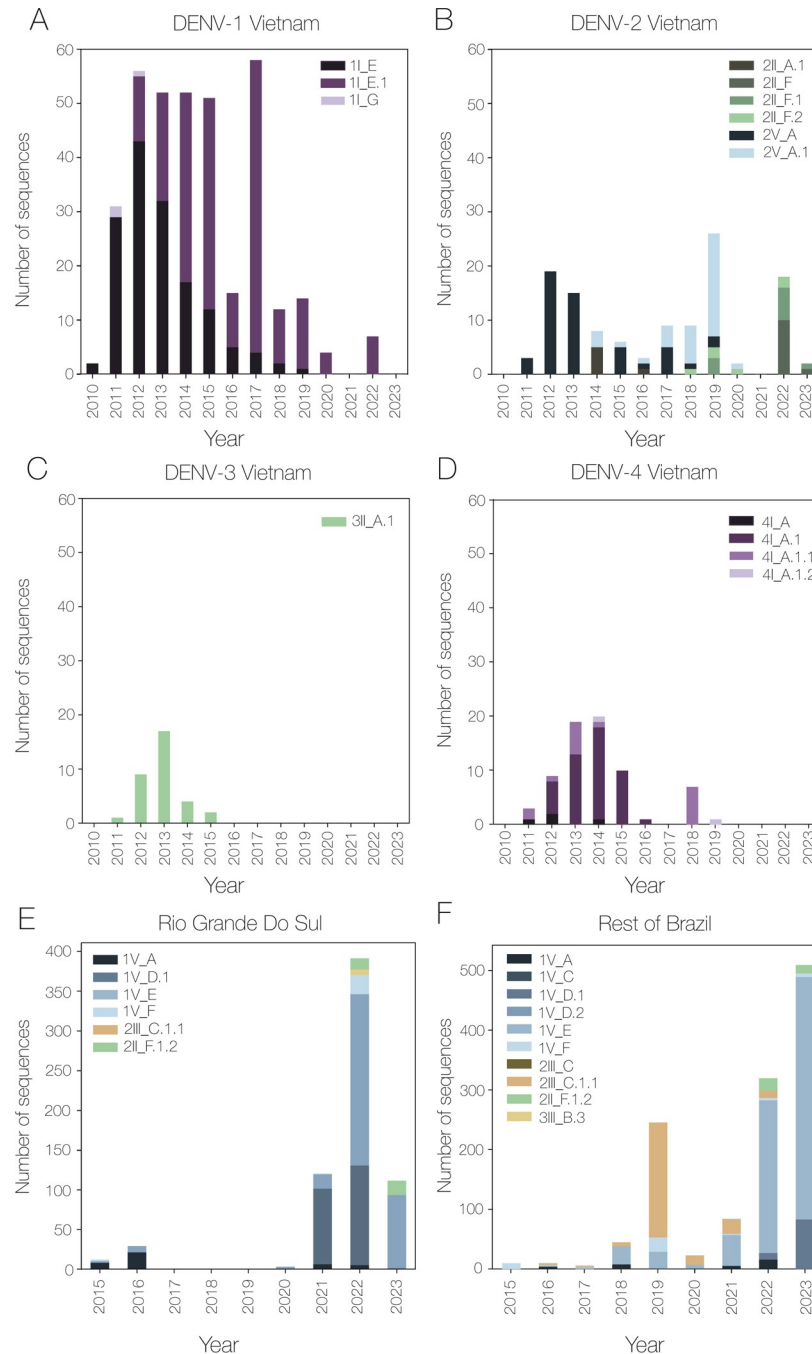 A
DENV-1 Vietnam
Number of sequences
60
50
40
30
20
10
0
1I_E
1I_E.1
1I_G
2010
2011
2012
2013
2014
2015
2016
2017
2018
2019
2020
2021
2022
2023
Year
B
DENV-2 Vietnam
Number of sequences
60
50
40
30
20
10
0
2II_A.1
2II_F
2II_F.1
2II_F.2
2V_A
2V_A.1
2010
2011
2012
2013
2014
2015
2016
2017
2018
2019
2020
2021
2022
2023
Year
C
DENV-3 Vietnam
Number of sequences
60
50
40
30
20
10
0
3II_A.1
2010
2011
2012
2013
2014
2015
2016
2017
2018
2019
2020
2021
2022
2023
Year
D
DENV-4 Vietnam
Number of sequences
60
50
40
30
20
10
0
4I_A
4I_A.1
4I_A.1.1
4I_A.1.2
2010
2011
2012
2013
2014
2015
2016
2017
2018
2019
2020
2021
2022
2023
Year
E
Rio Grande Do Sul
Number of sequences
400
350
300
250
200
150
100
50
0
1V_A
1V_D.1
1V_E
1V_F
2III_C.1.1
2II_F.1.2
2015
2016
2017
2018
2019
2020
2021
2022
2023
Year
F
Rest of Brazil
Number of sequences
500
400
300
200
100
0
1V_A
1V_C
1V_D.1
1V_D.2
1V_E
1V_F
2III_C
2III_C.1.1
2II_F.1.2
3III_B.3
2015
2016
2017
2018
2019
2020
2021
2022
2023
Year